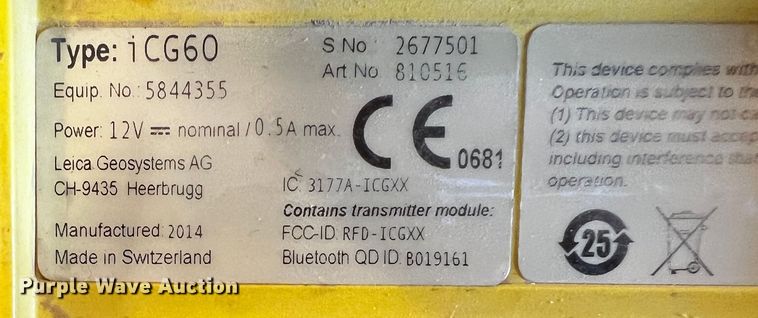 Type: iCG60
S No 2677501
Art No. 810516
Equip. No.: 5844355
Power: 12V nominal / 0.5A max.
CE 0681
Leica Geosystems AG
CH-9435 Heerbrugg
IC: 3177A-ICGXX
Contains transmitter module:
Manufactured: 2014
FCC-ID: RFD-ICGXX
Made in Switzerland
Bluetooth QD ID: B019161
This device complies with
Operation is subject to the
(1) This device may not ca
(2) this device must accep
including interference that
operation.
25
Purple Wave Auction